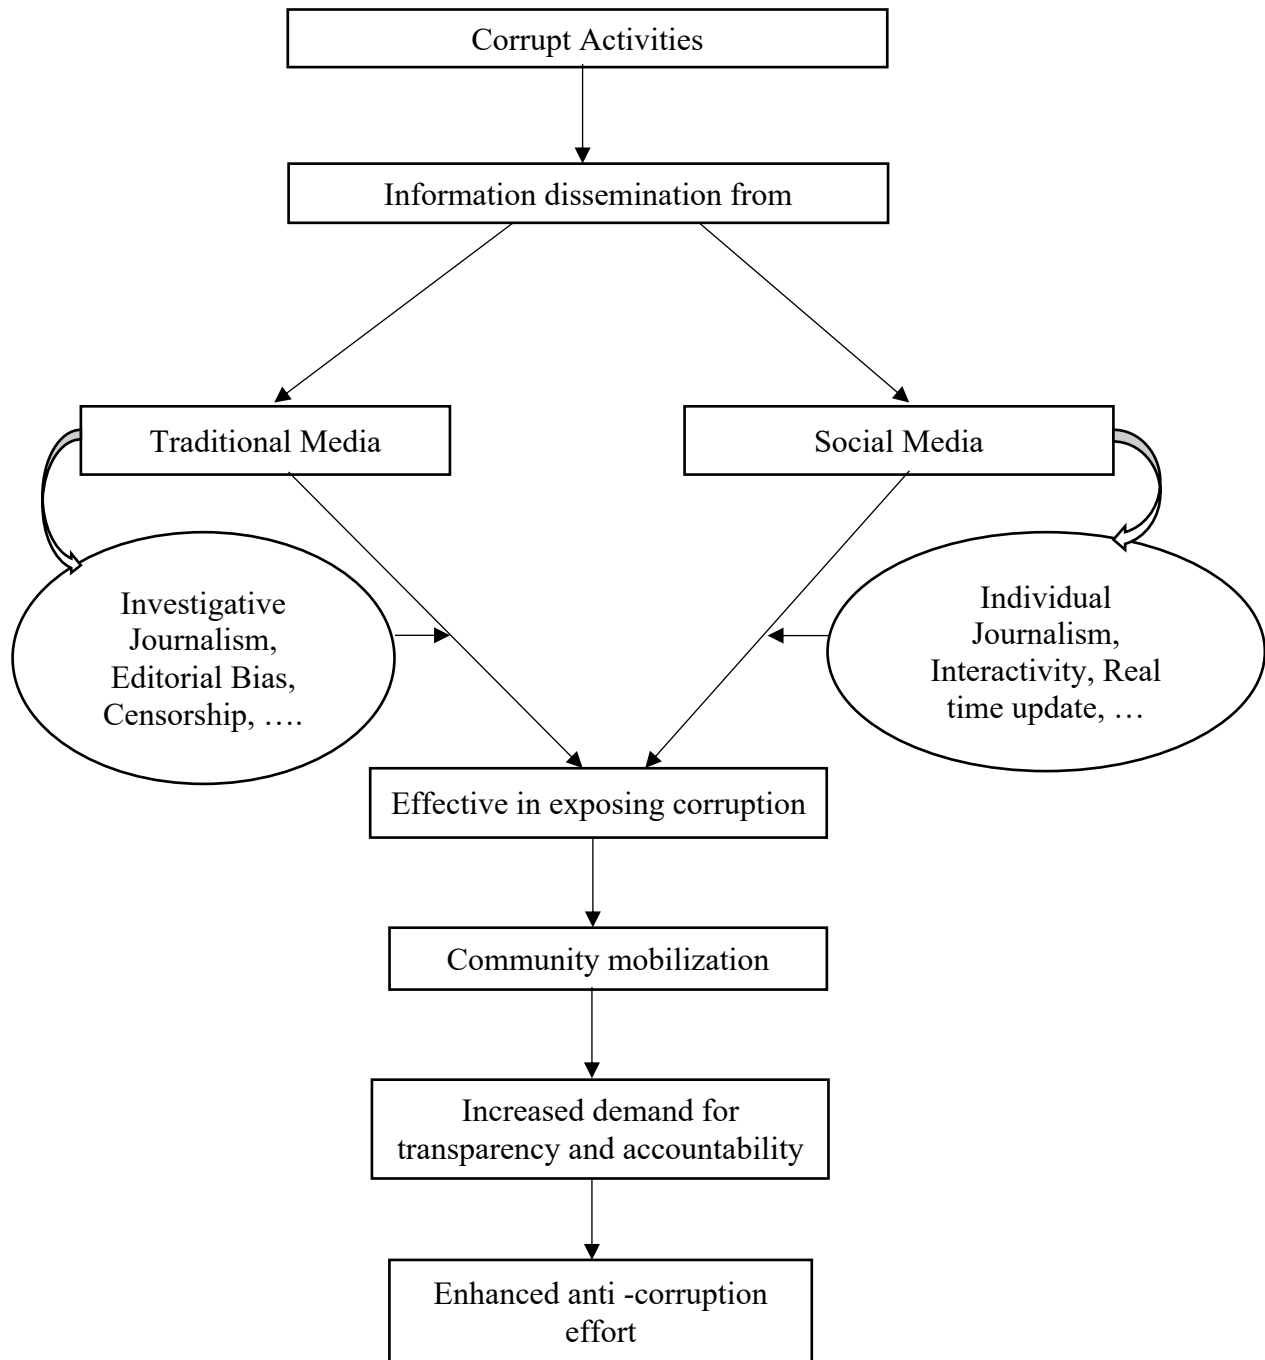 Corrupt Activities
Information dissemination from
Traditional Media
Social Media
Investigative
Journalism,
Editorial Bias,
Censorship, ….
Individual
Journalism,
Interactivity, Real
time update, …
Effective in exposing corruption
Community mobilization
Increased demand for
transparency and accountability
Enhanced anti -corruption
effort